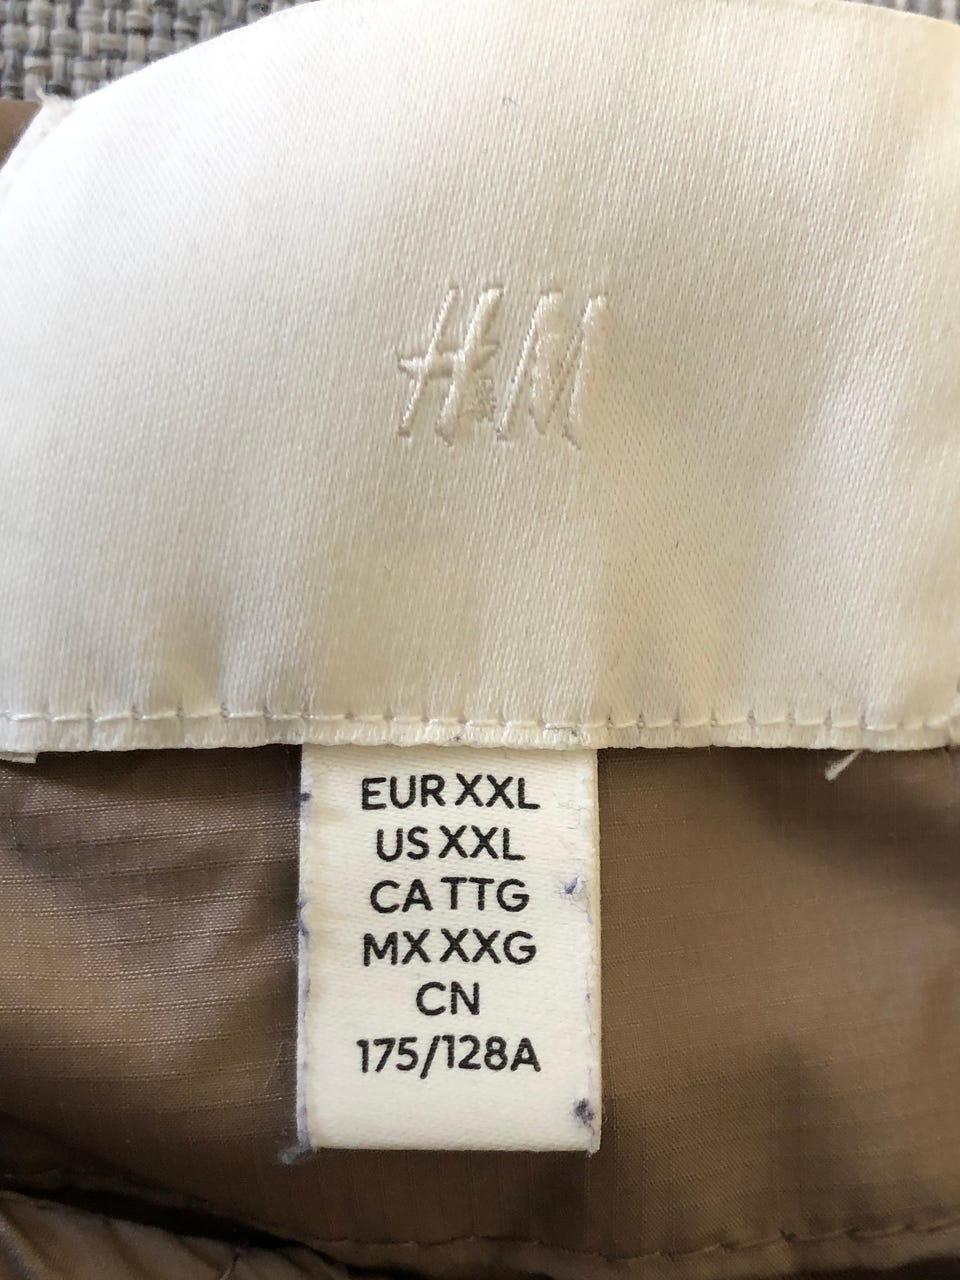 H&M
EUR XXL
US XXL
CA TTG
MX XXG
CN
175/128A